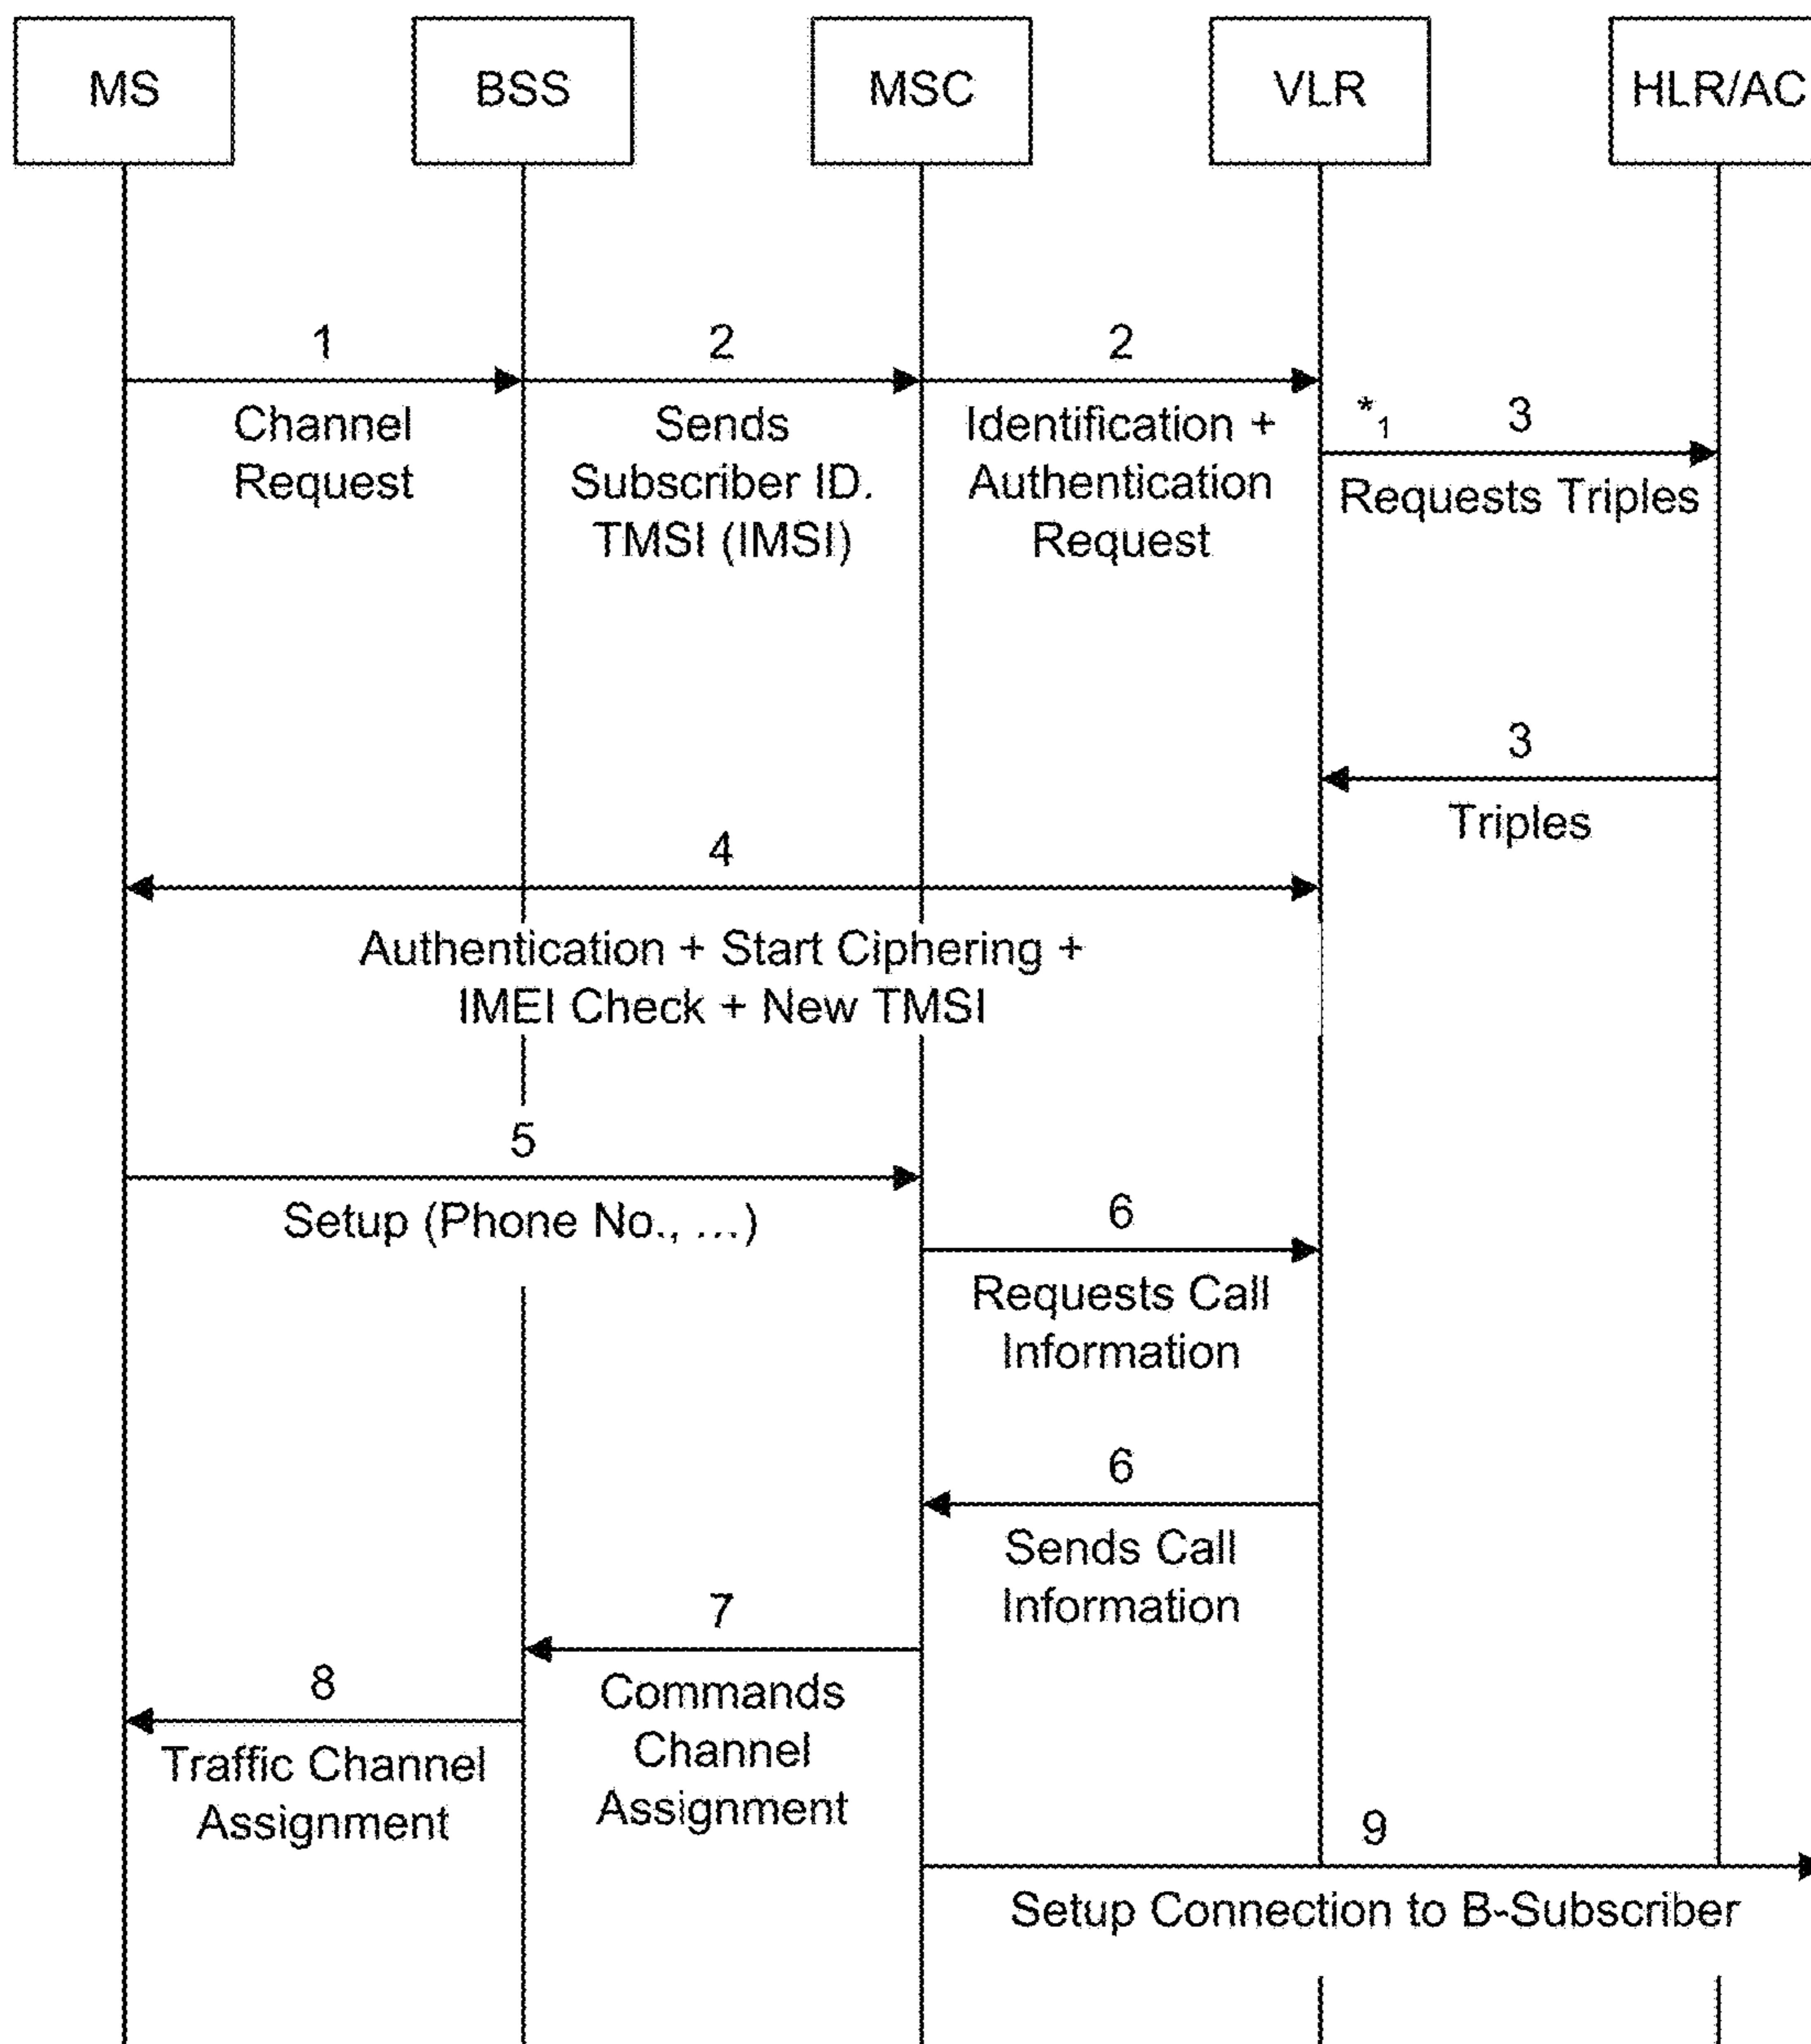 MS
BSS
MSC
VLR
HLR/AC
1
2
2
Channel
Request
Sends
Subscriber ID.
TMSI (IMSI)
Identification +
Authentication
Request
*1
3
Requests Triples
3
Triples
4
Authentication + Start Ciphering +
IMEI Check + New TMSI
5
Setup (Phone No., ...)
6
Requests Call
Information
6
Sends Call
Information
7
Commands
Channel
Assignment
8
Traffic Channel
Assignment
9
Setup Connection to B-Subscriber